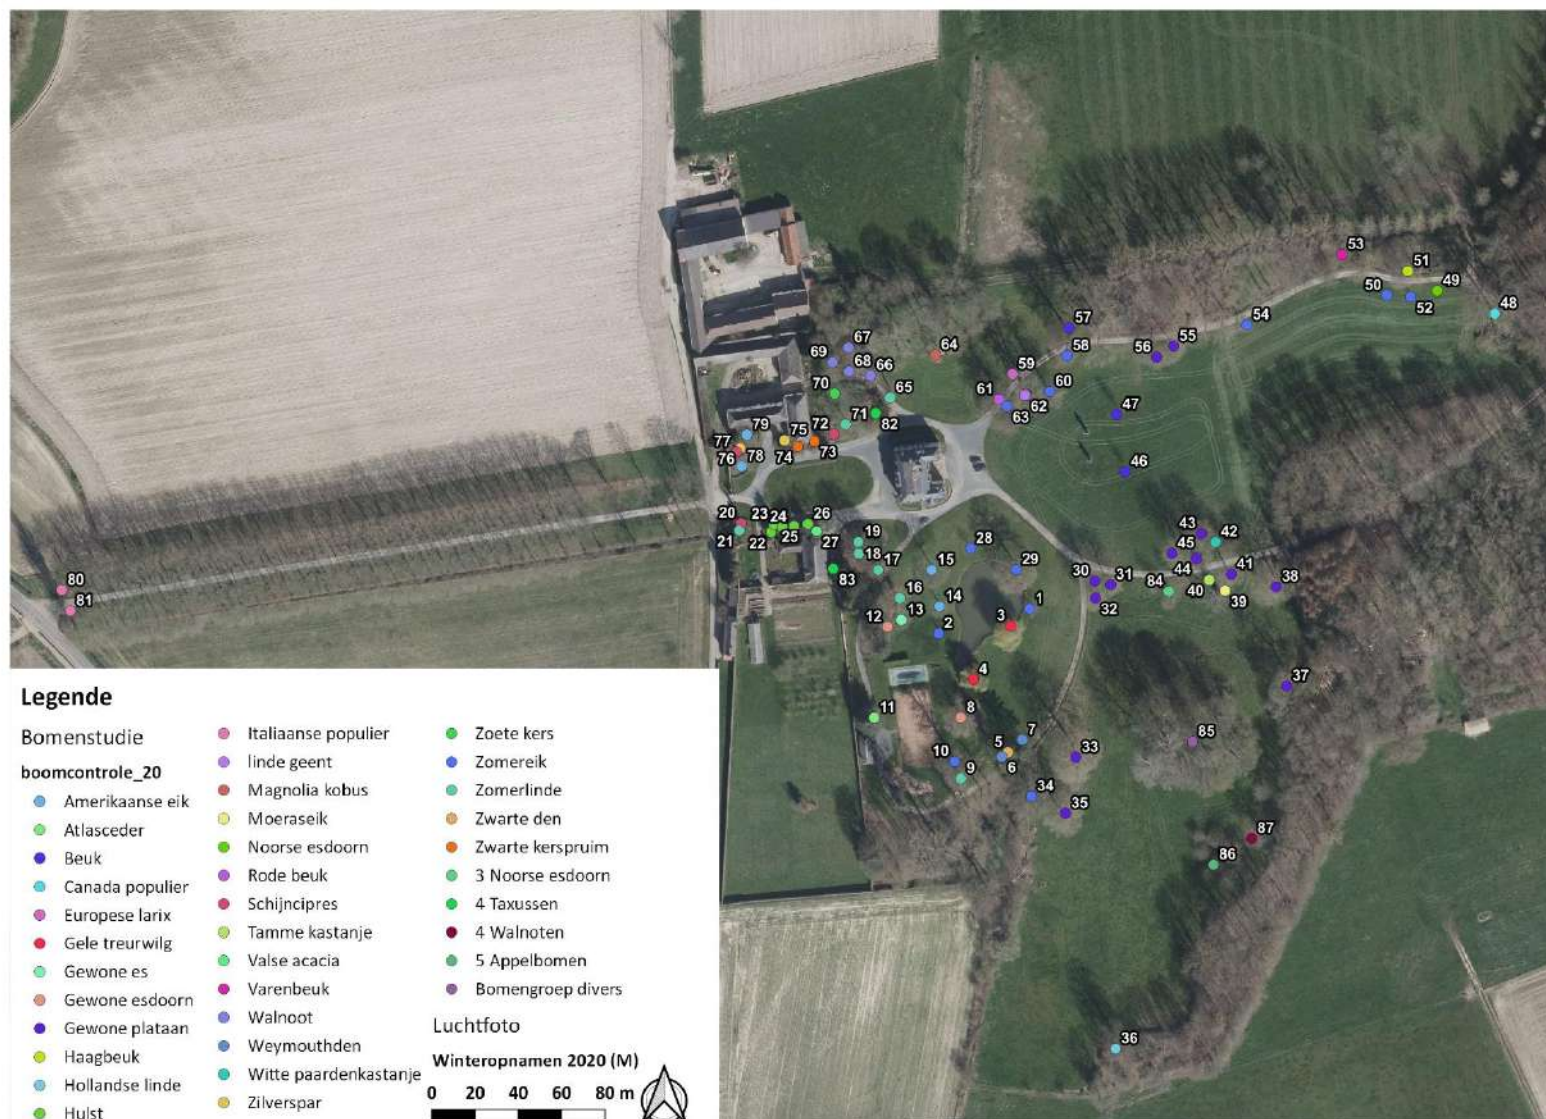 53
51
50
49
52
48
57
54
55
56
58
67
64
69
68
66
59
60
61
62
63
65
70
47
71
82
79
75
72
77
74
73
76
78
46
20
23
24
26
21
22
25
27
19
18
17
28
15
29
43
42
45
44
41
30
31
38
84
40
39
32
83
80
81
16
14
13
12
2
3
1
4
37
11
8
7
5
6
10
9
33
85
34
35
87
86
36
Legende
Bomenstudie
boomcontrole_20
Amerikaanse eik
Atlasceder
Beuk
Canada populier
Europese larix
Gele treurwilg
Gewone es
Gewone esdoorn
Gewone plataan
Haagbeuk
Hollandse linde
Hulst
Italiaanse populier
linde geent
Magnolia kobus
Moeraseik
Noorse esdoorn
Rode beuk
Schijncipres
Tamme kastanje
Valse acacia
Varenbeuk
Walnoot
Weymouthden
Witte paardenkastanje
Zilverspar
Zoete kers
Zomereik
Zomerlinde
Zwarte den
Zwarte kerspruim
3 Noorse esdoorn
4 Taxussen
4 Walnoten
5 Appelbomen
Bomengroep divers
Luchtfoto
Winteropnamen 2020 (M)
0 20 40 60 80 m